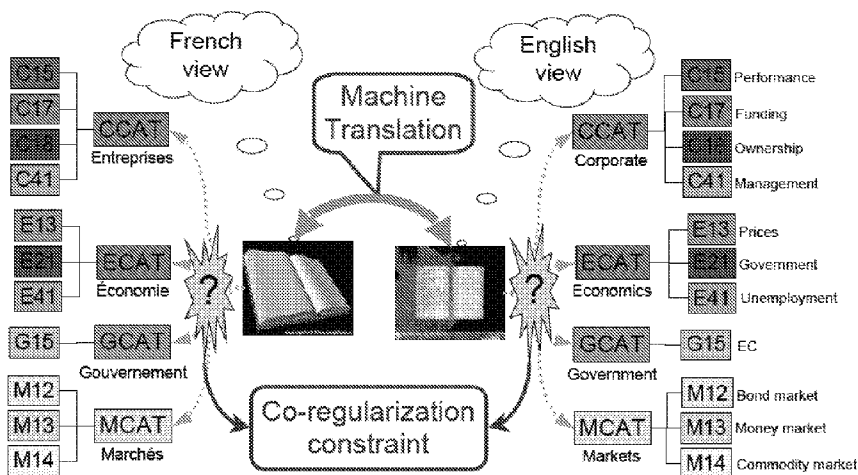 French
view
English
view
Machine
Translation
C15
C17
C18
C41
CCAT
Entreprises
E13
E21
E41
ECAT
Économie
G15
GCAT
Gouvernement
M12
M13
M14
MCAT
Marchés
?
?
CCAT
Corporate
C15 Performance
C17 Funding
Ownership
C41 Management
ECAT
Economics
E13 Prices
E21 Government
E41 Unemployment
GCAT
Government
G15 EC
MCAT
Markets
M12 Bond market
M13 Money market
M14 Commodity market
Co-regularization
constraint